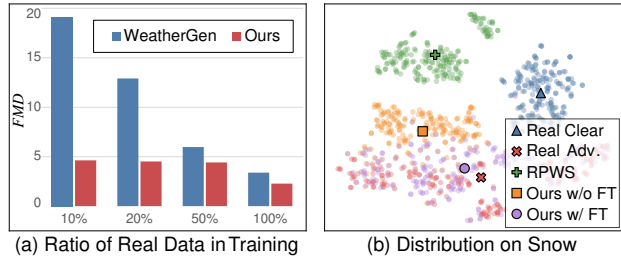 20
15
10
5
0
FMD
WeatherGen Ours
10% 20% 50% 100%
(a) Ratio of Real Data in Training
Real Clear
Real Adv.
RPWS
Ours w/o FT
Ours w/ FT
(b) Distribution on Snow